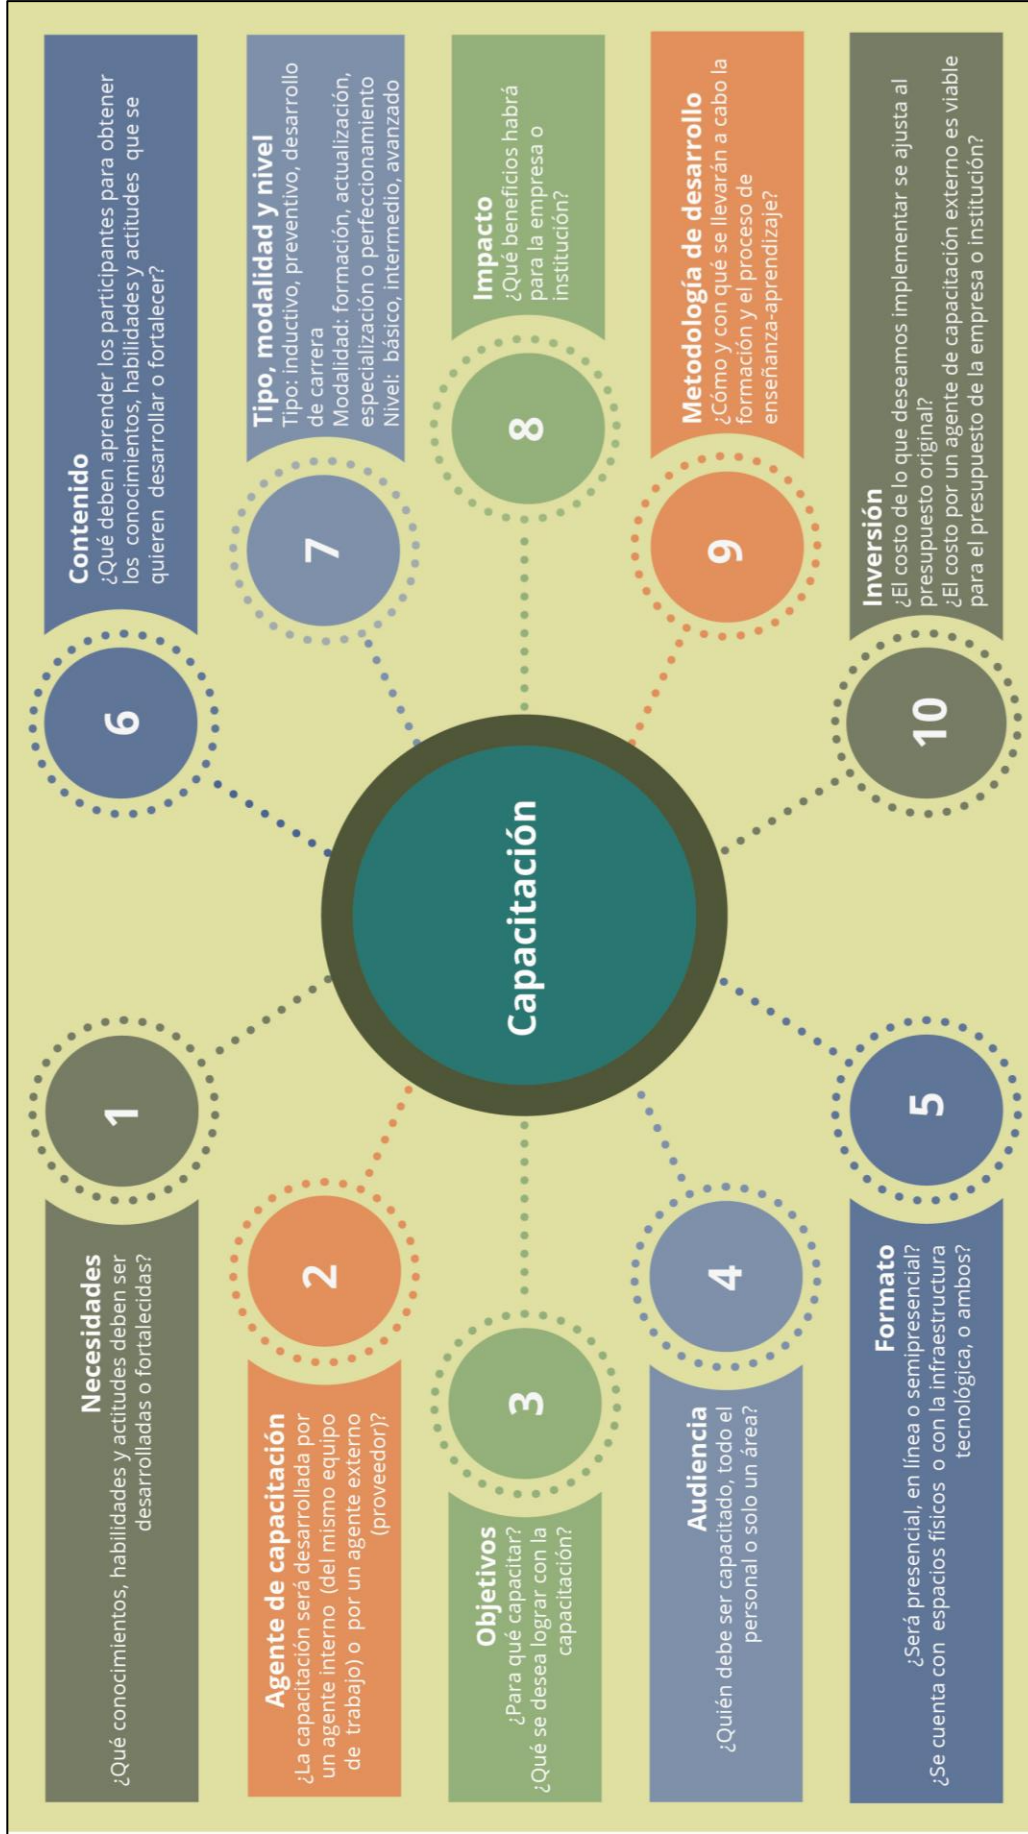 Capacitación
1
Necesidades
¿Qué conocimientos, habilidades y actitudes deben ser
desarrolladas o fortalecidas?
2
Agente de capacitación
¿La capacitación será desarrollada por
un agente interno (del mismo equipo
de trabajo) o por un agente externo
(proveedor)?
3
Objetivos
¿Para qué capacitar?
¿Qué se desea lograr con la
capacitación?
4
Audiencia
¿Quién debe ser capacitado, todo el
personal o solo un área?
5
Formato
¿Será presencial, en línea o semipresencial?
¿Se cuenta con espacios físicos o con la infraestructura
tecnológica, o ambos?
6
Contenido
¿Qué deben aprender los participantes para obtener
los conocimientos, habilidades y actitudes que se
quieren desarrollar o fortalecer?
7
Tipo, modalidad y nivel
Tipo: inductivo, preventivo, desarrollo
de carrera
Modalidad: formación, actualización,
especialización o perfeccionamiento
Nivel: básico, intermedio, avanzado
8
Impacto
¿Qué beneficios habrá
para la empresa o
institución?
9
Metodología de desarrollo
¿Cómo y con qué se llevarán a cabo la
formación y el proceso de
enseñanza-aprendizaje?
10
Inversión
¿El costo de lo que deseamos implementar se ajusta al
presupuesto original?
¿El costo por un agente de capacitación externo es viable
para el presupuesto de la empresa o institución?